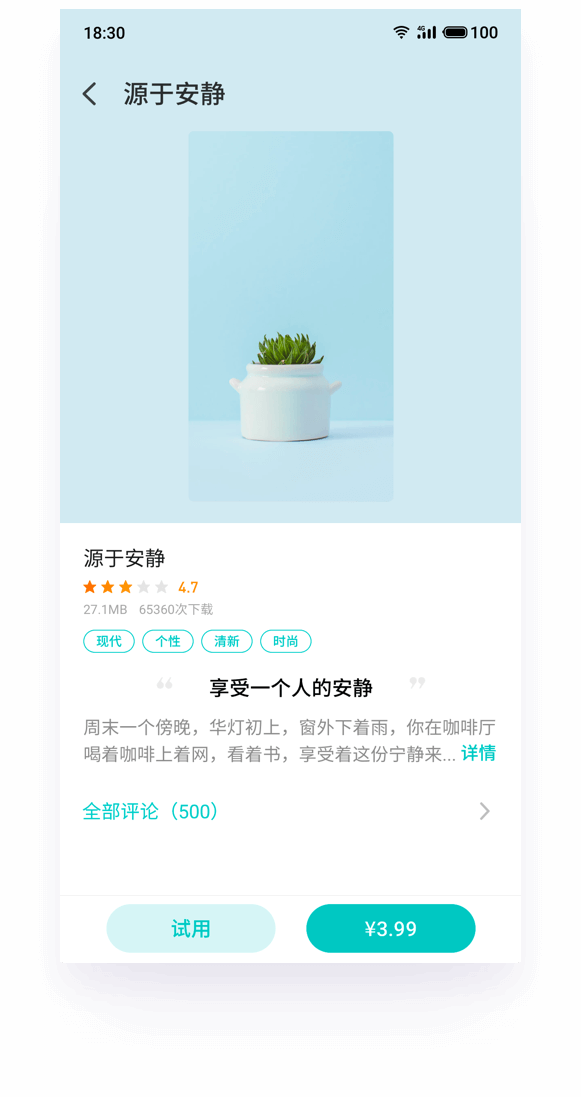 18:30 4G 100
源于安静
源于安静
4.7
27.1MB 65360次下载
现代 个性 清新 时尚
“ 享受一个人的安静 ”
周末一个傍晚，华灯初上，窗外下着雨，你在咖啡厅
喝着咖啡上着网，看着书，享受着这份宁静来... 详情
全部评论（500）
试用 ¥3.99